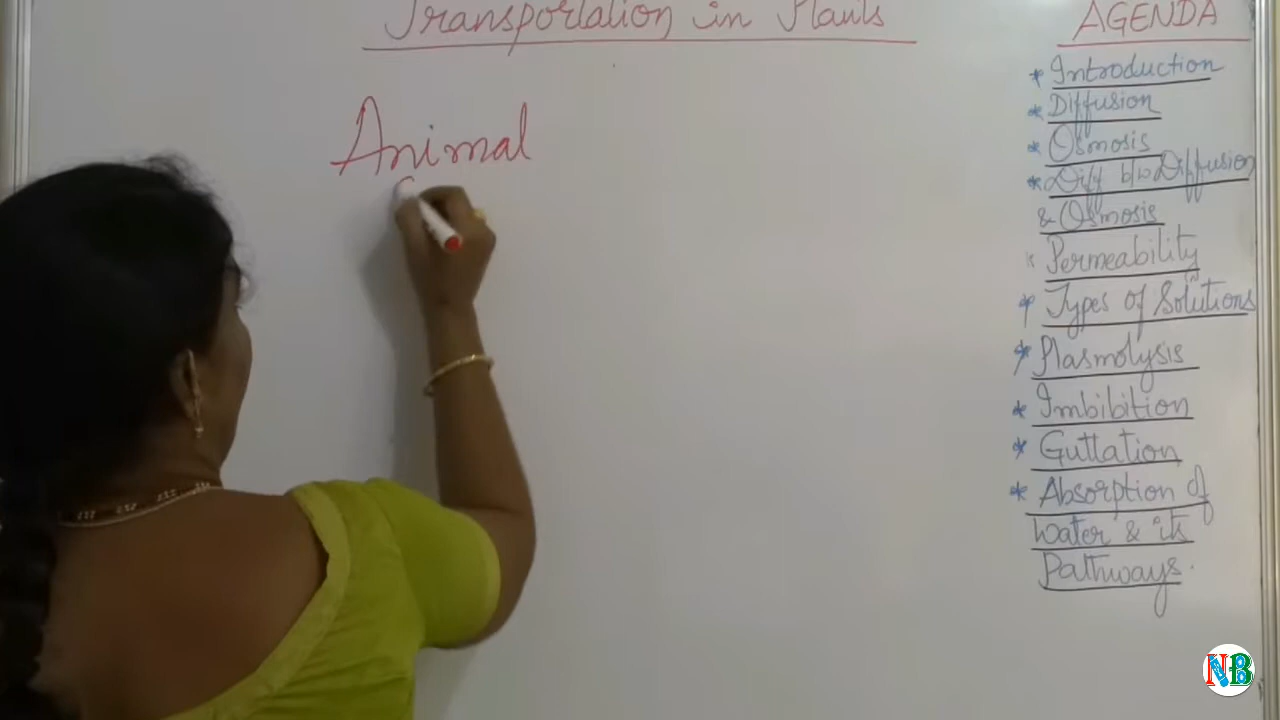 Transportation in Plants
Animal
AGENDA
* Introduction
* Diffusion
* Osmosis
* Diff b/w Diffusion
& Osmosis
* Permeability
* Types of Solutions
* Plasmolysis
* Imbibition
* Guttation
* Absorption of
Water & its
Pathways.
NB